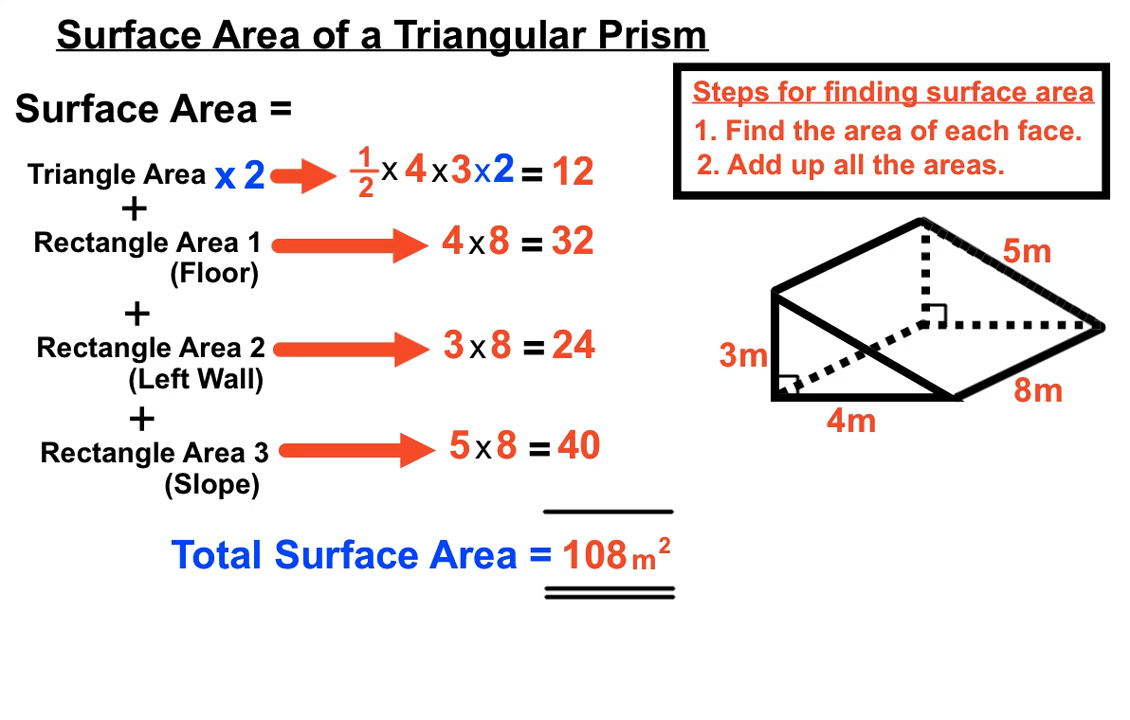 Surface Area of a Triangular Prism
Surface Area =
Triangle Area x 2
1/2 x 4 x 3 x 2 = 12
+
Rectangle Area 1
(Floor)
4 x 8 = 32
+
Rectangle Area 2
(Left Wall)
3 x 8 = 24
+
Rectangle Area 3
(Slope)
5 x 8 = 40
Total Surface Area = 108 m²
Steps for finding surface area
1. Find the area of each face.
2. Add up all the areas.
5m
3m
8m
4m